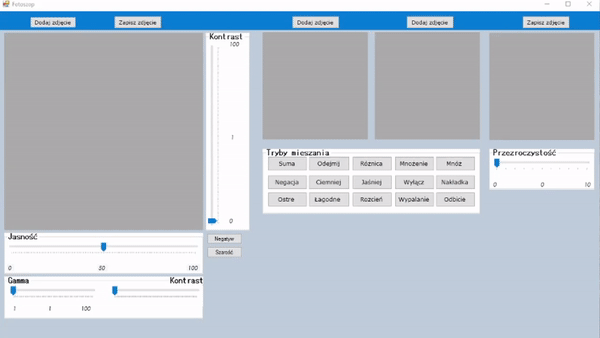 Fotoszop
Dodaj zdjęcie Zapisz zdjęcie Dodaj zdjęcie Dodaj zdjęcie Zapisz zdjęcie
Kontrast
100
1
0
Tryby mieszania
Suma Odejmij Różnica Mnożenie Mnóż
Negacja Ciemniej Jaśniej Wyłącz Nakładka
Ostre Łagodne Rozcień Wypalanie Odbicie
Przezroczystość
0 0 10
Jasność
0 50 100
Negatyw
Szarość
Gamma Kontrast
1 1 100